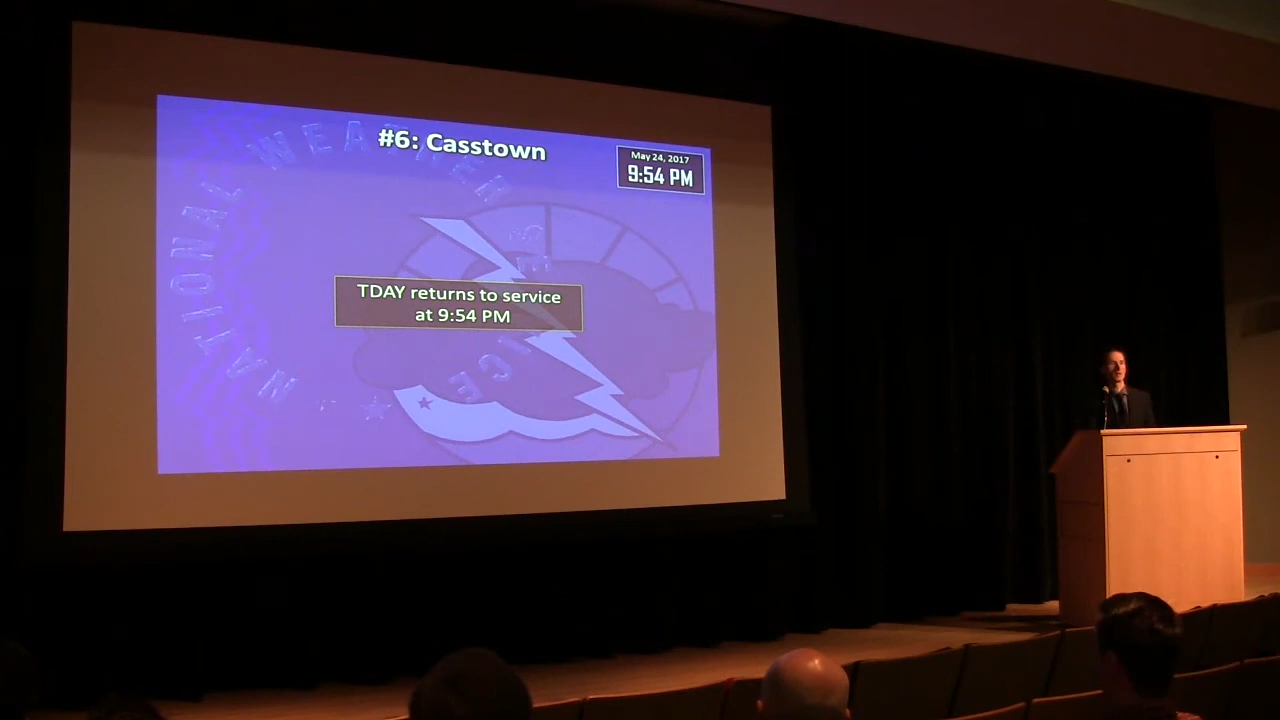 #6: Casstown
May 24, 2017
9:54 PM
NATIONAL WEATHER
SERVICE
TDAY returns to service
at 9:54 PM